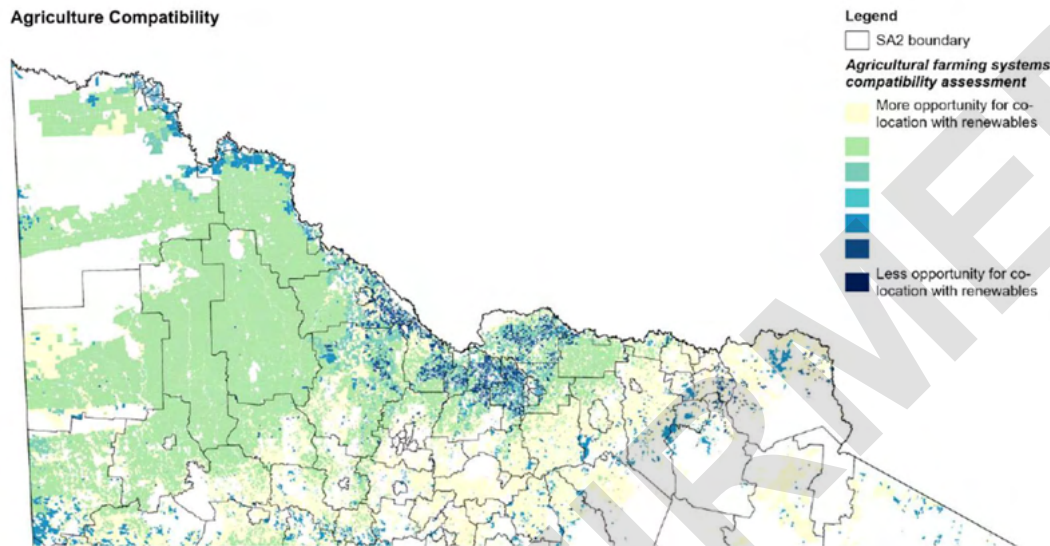 Agriculture Compatibility
Legend
SA2 boundary
Agricultural farming systems
compatibility assessment
More opportunity for co-
location with renewables
Less opportunity for co-
location with renewables